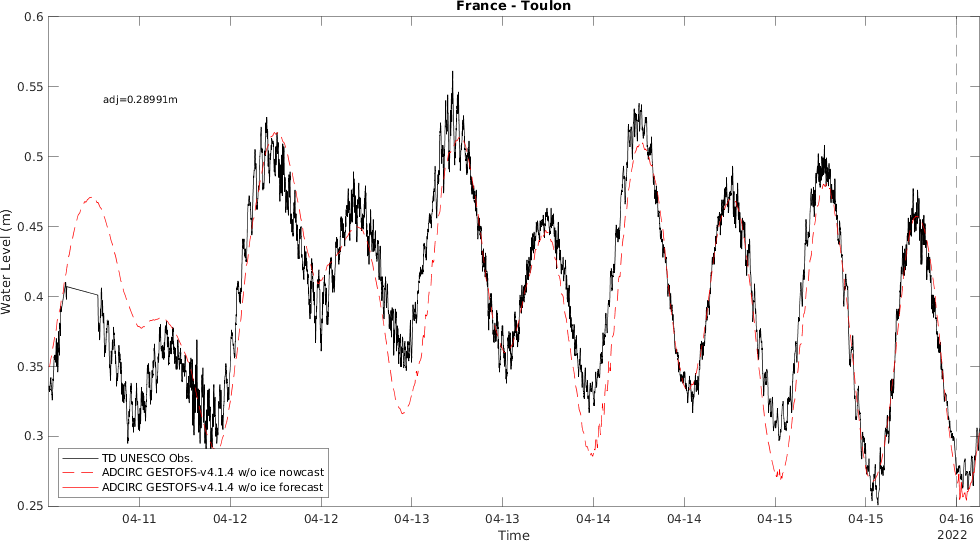 France - Toulon
0.6
0.55
0.5
0.45
0.4
0.35
0.3
0.25
Water Level (m)
adj=0.28991m
TD UNESCO Obs.
ADCIRC GESTOFS-v4.1.4 w/o ice nowcast
ADCIRC GESTOFS-v4.1.4 w/o ice forecast
04-11 04-12 04-12 04-13 04-13 04-14 04-14 04-15 04-15 04-16
2022
Time